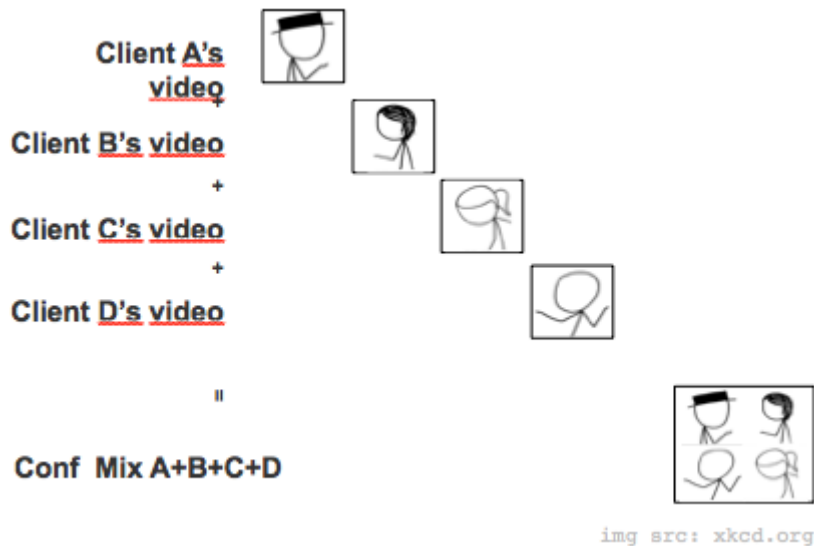 Client A's
video
+
Client B's video
+
Client C's video
+
Client D's video
=
Conf Mix A+B+C+D
img src: xkcd.org